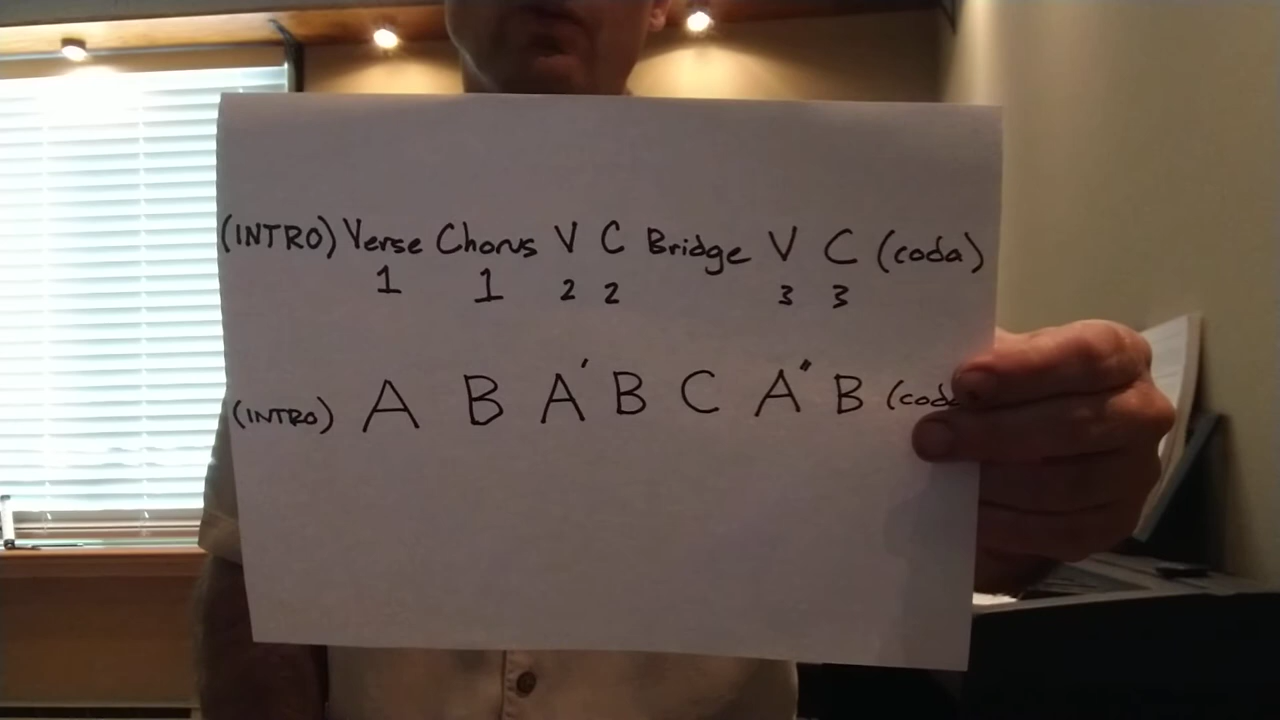 (INTRO) Verse Chorus V C Bridge V C (coda)
1 1 2 2 3 3
(INTRO) A B A' B C A" B